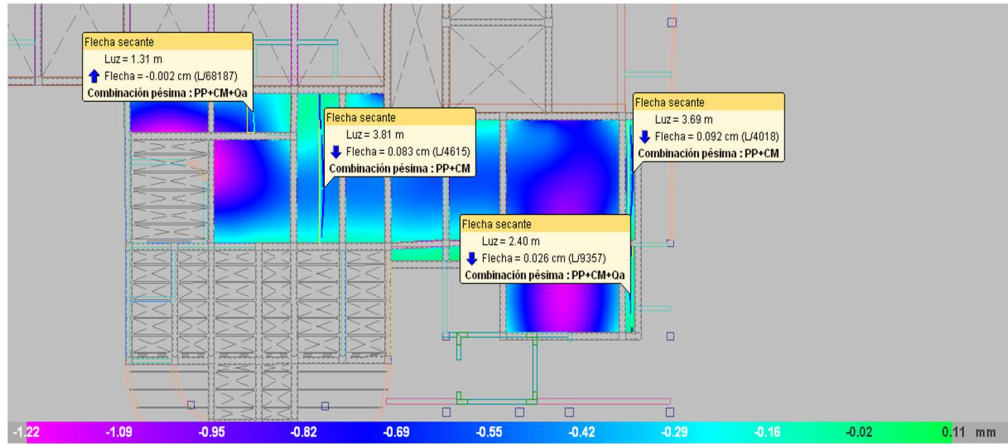 Flecha secante
Luz = 1.31 m
Flecha = -0.002 cm (L/68187)
Combinación pésima : PP+CM+Qa
Flecha secante
Luz = 3.81 m
Flecha = 0.083 cm (L/4615)
Combinación pésima : PP+CM
Flecha secante
Luz = 3.69 m
Flecha = 0.092 cm (L/4018)
Combinación pésima : PP+CM
Flecha secante
Luz = 2.40 m
Flecha = 0.026 cm (L/9357)
Combinación pésima : PP+CM+Qa
-1.22 -1.09 -0.95 -0.82 -0.69 -0.55 -0.42 -0.29 -0.16 -0.02 0.11 mm